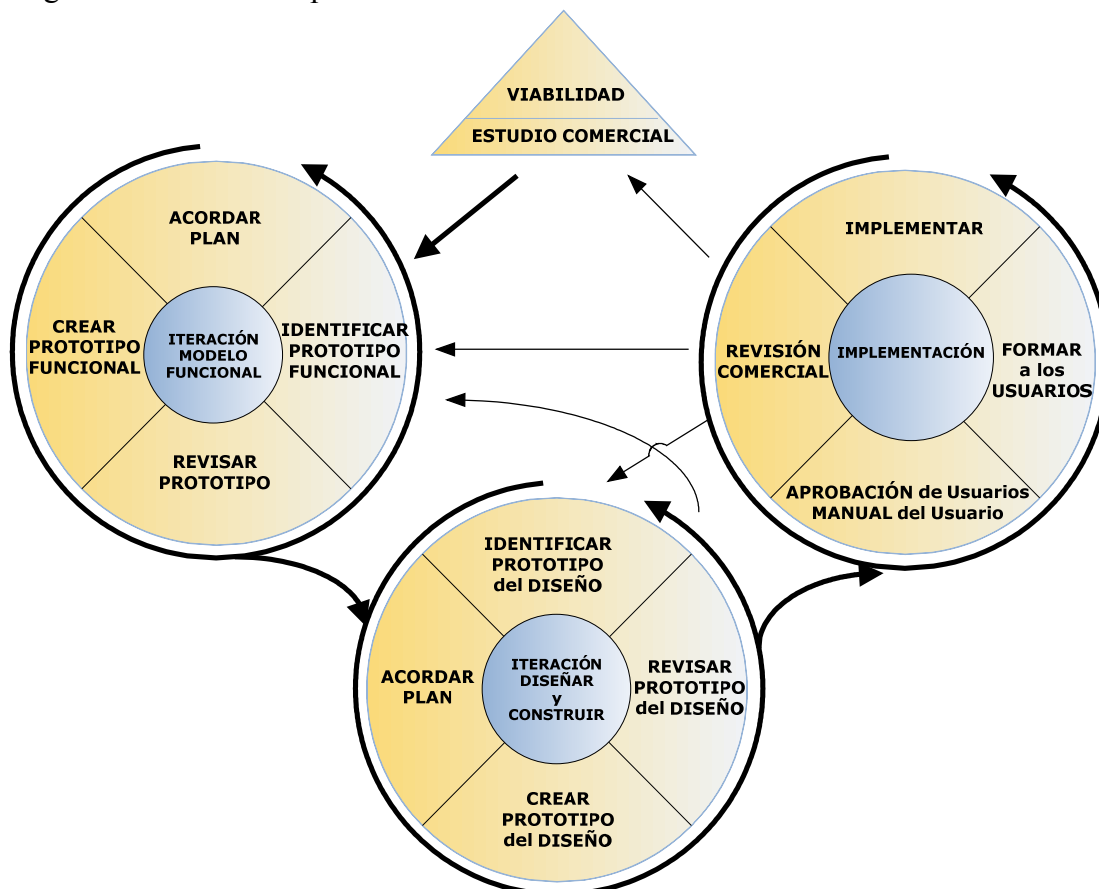 VIABILIDAD
ESTUDIO COMERCIAL
ACORDAR
PLAN
CREAR
PROTOTIPO
FUNCIONAL
ITERACIÓN
MODELO
FUNCIONAL
IDENTIFICAR
PROTOTIPO
FUNCIONAL
REVISAR
PROTOTIPO
IMPLEMENTAR
REVISIÓN
COMERCIAL
IMPLEMENTACIÓN
FORMAR
a los
USUARIOS
APROBACIÓN de Usuarios
MANUAL del Usuario
IDENTIFICAR
PROTOTIPO
del DISEÑO
ACORDAR
PLAN
ITERACIÓN
DISEÑAR
y
CONSTRUIR
REVISAR
PROTOTIPO
del DISEÑO
CREAR
PROTOTIPO
del DISEÑO